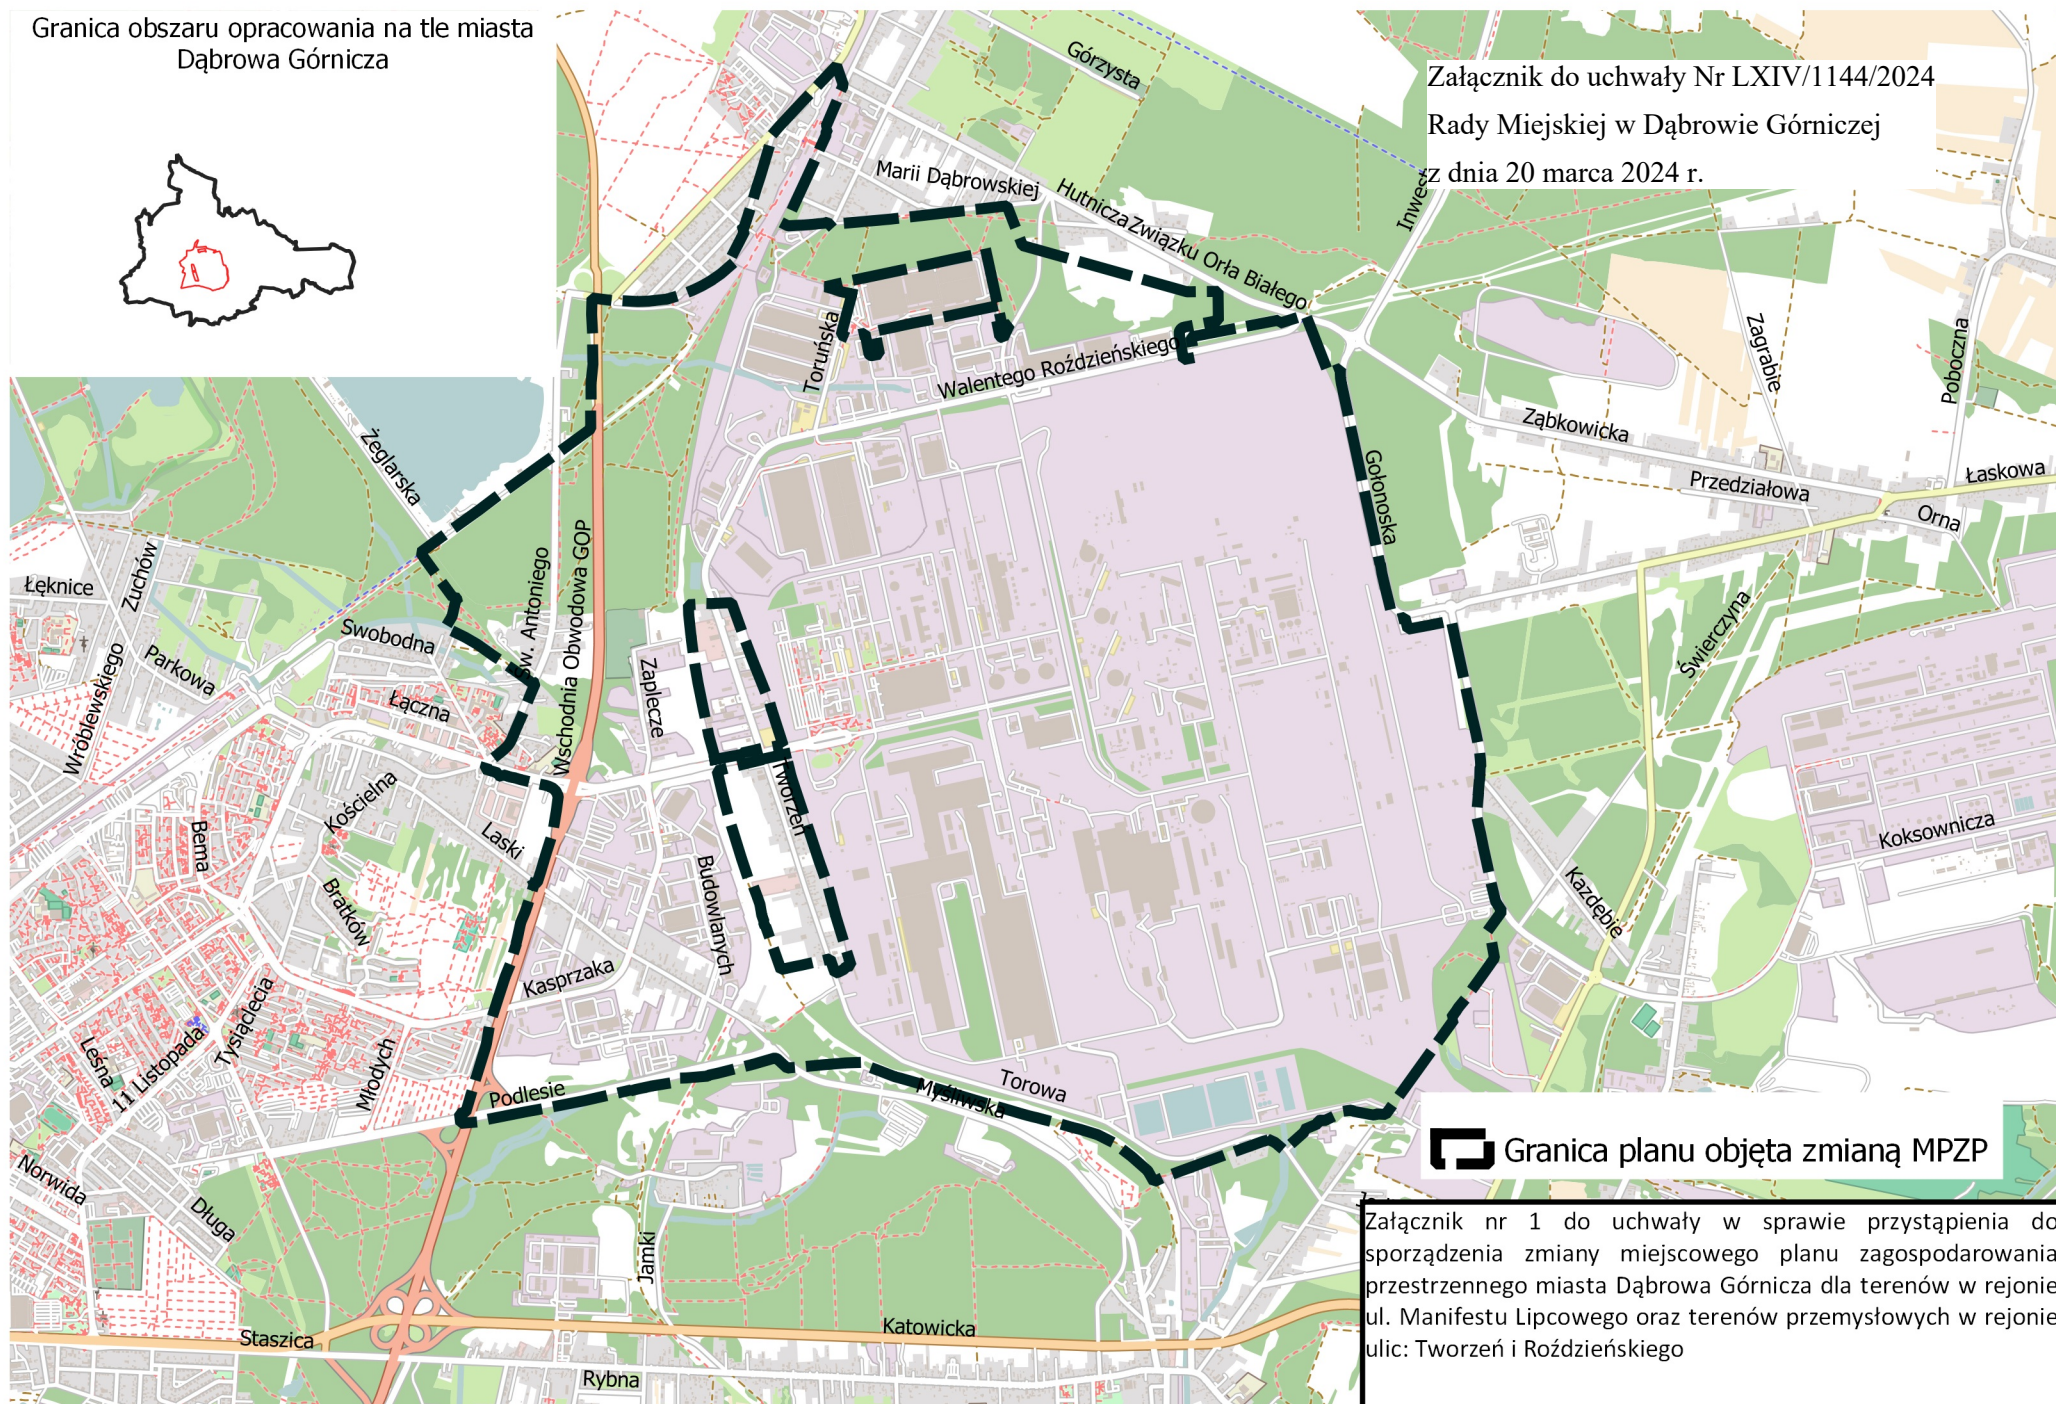 Granica obszaru opracowania na tle miasta
Dąbrowa Górnicza
Załącznik do uchwały Nr LXIV/1144/2024
Rady Miejskiej w Dąbrowie Górniczej
z dnia 20 marca 2024 r.
Górzysta
Marii Dąbrowskiej
Hutnicza
Związku Orła Białego
Inwest
Toruńska
Walentego Roździeńskiego
Zagrabie
Poboczna
Ząbkowicka
Przedziałowa
Łaskowa
Orna
Gołonoska
Żeglarska
Łęknice
Zuchów
Swobodna
św. Antoniego
Wschodnia Obwodowa GOP
Parkowa
Wróblewskiego
Łączna
Zaplecze
Świerczyna
Tworzeń
Kościelna
Laski
Bema
Bratków
Budowlanych
Koksownicza
Kazdębie
Kasprzaka
Tysiąclecia
Leśna
11 Listopada
Młodych
Podlesie
Myśliwska
Torowa
Norwida
Długa
Jamki
Staszica
Katowicka
Rybna
Granica planu objęta zmianą MPZP
Załącznik nr 1 do uchwały w sprawie przystąpienia do
sporządzenia zmiany miejscowego planu zagospodarowania
przestrzennego miasta Dąbrowa Górnicza dla terenów w rejonie
ul. Manifestu Lipcowego oraz terenów przemysłowych w rejonie
ulic: Tworzeń i Roździeńskiego